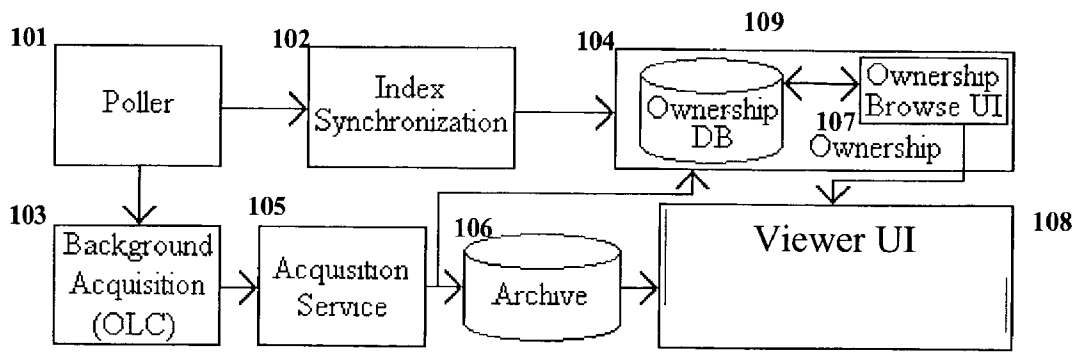 109
101
102
104
Poller
Index
Synchronization
Ownership
DB
Ownership
Browse UI
107
Ownership
103
105
106
108
Background
Acquisition
(OLC)
Acquisition
Service
Archive
Viewer UI